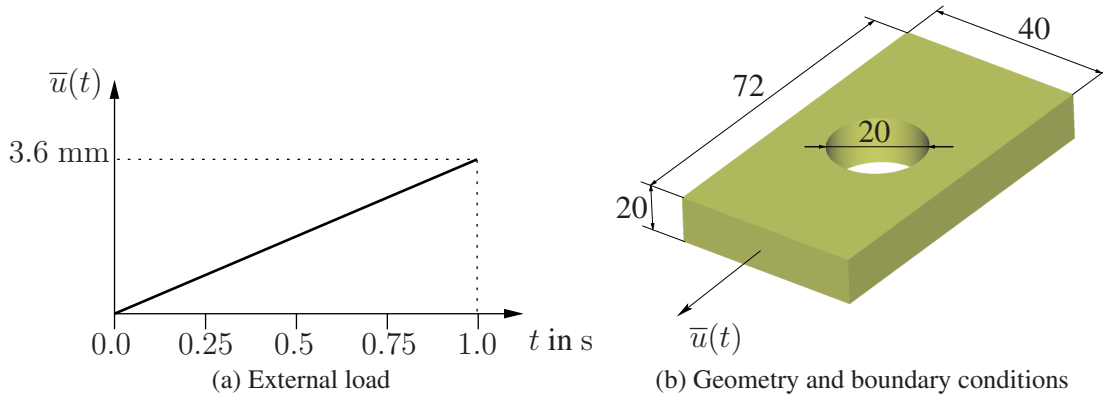 u̅(t)
3.6 mm
0.0 0.25 0.5 0.75 1.0 t in s
(a) External load
72
40
20
20
u̅(t)
(b) Geometry and boundary conditions